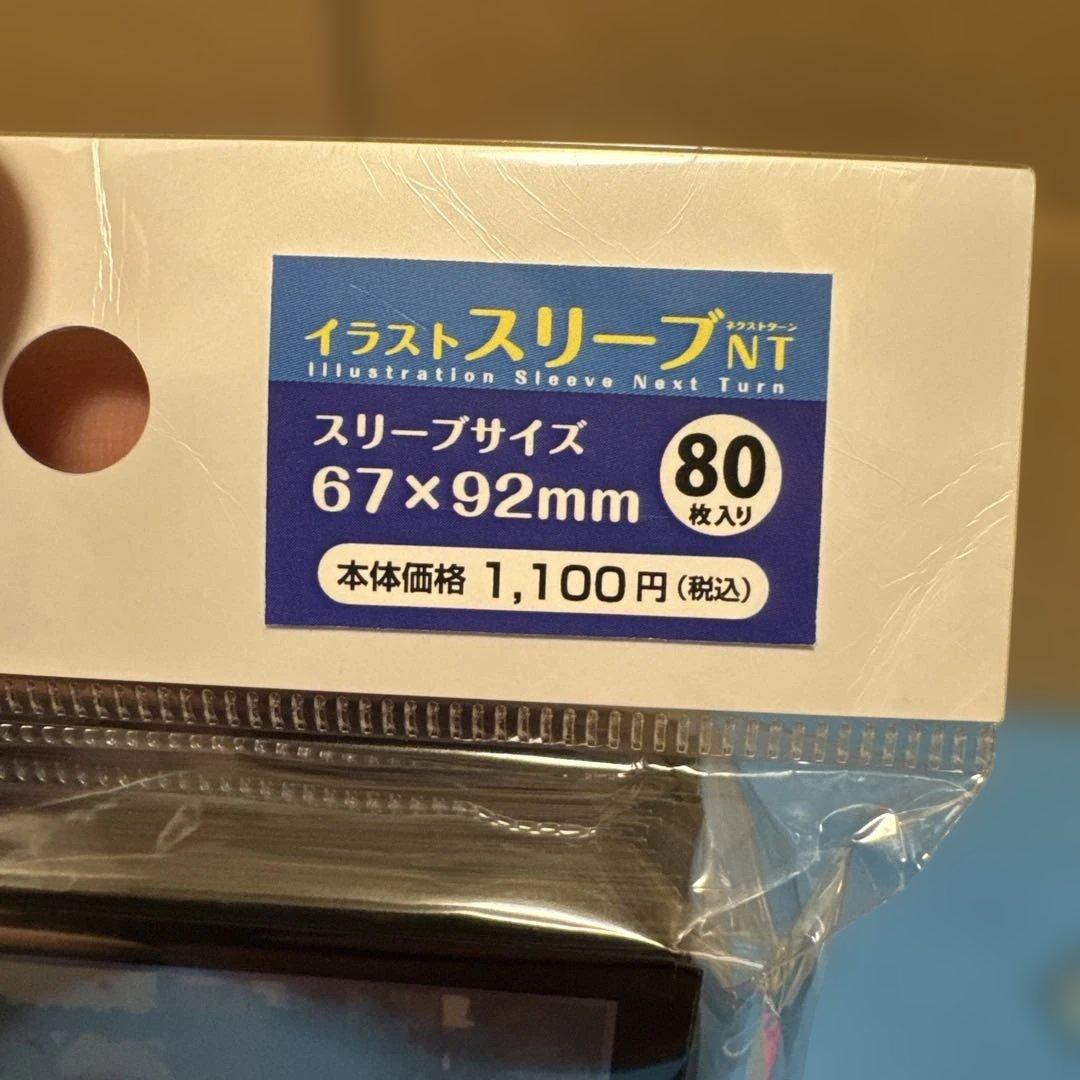 ネクストターン
イラストスリーブNT
Illustration Sleeve Next Turn
スリーブサイズ
67×92mm
80
枚入り
本体価格 1,100円(税込)